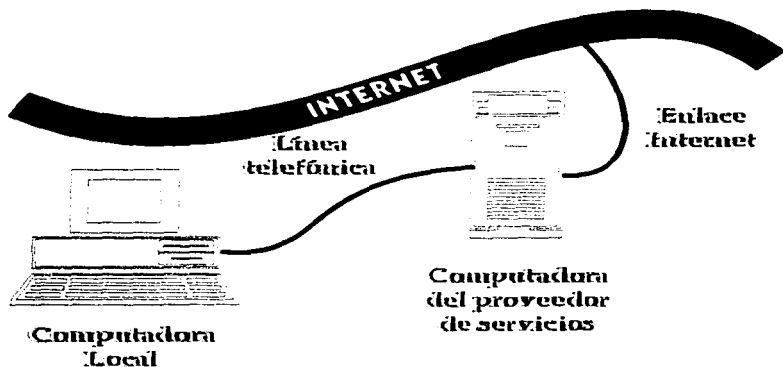 INTERNET
Línea
telefónica
Enlace
Internet
Computadora
del proveedor
de servicios
Computadora
Local